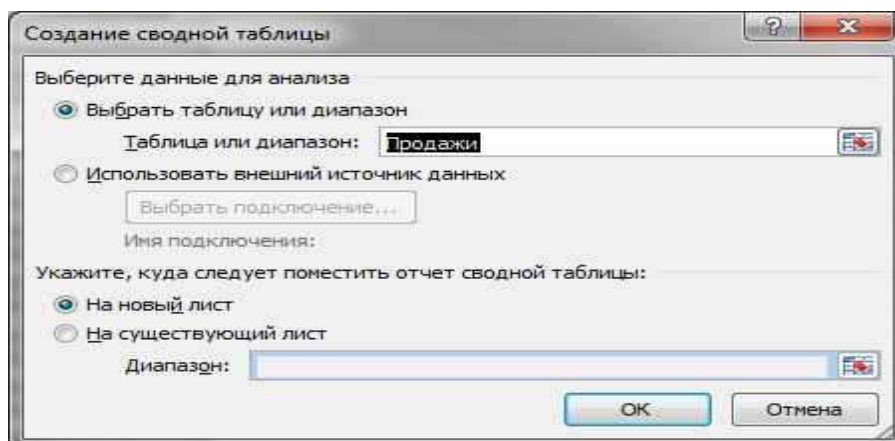 Создание сводной таблицы
?
Выберите данные для анализа
Выбрать таблицу или диапазон
Таблица или диапазон: Продажи
Использовать внешний источник данных
Выбрать подключение...
Имя подключения:
Укажите, куда следует поместить отчет сводной таблицы:
На новый лист
На существующий лист
Диапазон:
ОК Отмена